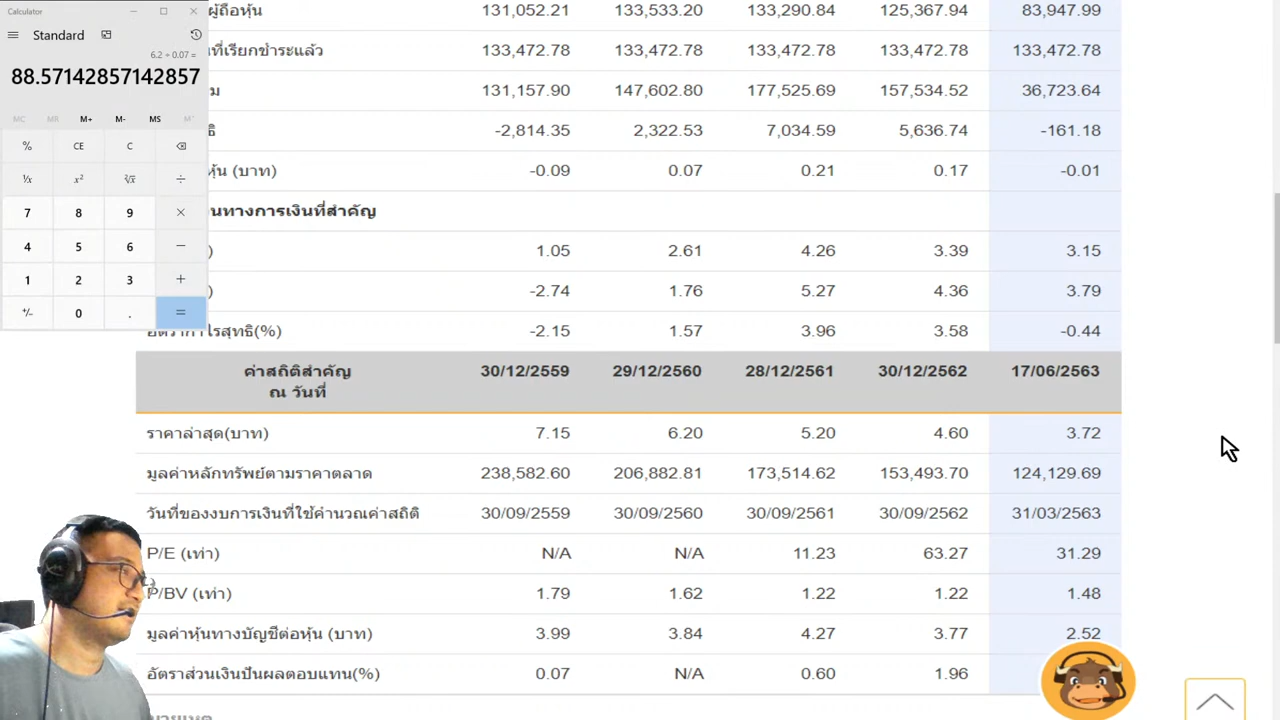 Calculator
Standard
6.2 ÷ 0.07 =
88.57142857142857
MC MR M+ M- MS M˅
% CE C ⌫
¹/x x² ²√x ÷
7 8 9 ×
4 5 6 −
1 2 3 +
+/- 0 . =
ผู้ถือหุ้น 131,052.21 133,533.20 133,290.84 125,367.94 83,947.99
ที่เรียกชำระแล้ว 133,472.78 133,472.78 133,472.78 133,472.78 133,472.78
ม 131,157.90 147,602.80 177,525.69 157,534.52 36,723.64
ธิ -2,814.35 2,322.53 7,034.59 5,636.74 -161.18
หุ้น (บาท) -0.09 0.07 0.21 0.17 -0.01
นทางการเงินที่สำคัญ
) 1.05 2.61 4.26 3.39 3.15
) -2.74 1.76 5.27 4.36 3.79
อัตรากำไรสุทธิ(%) -2.15 1.57 3.96 3.58 -0.44
ค่าสถิติสำคัญ 30/12/2559 29/12/2560 28/12/2561 30/12/2562 17/06/2563
ณ วันที่
ราคาล่าสุด(บาท) 7.15 6.20 5.20 4.60 3.72
มูลค่าหลักทรัพย์ตามราคาตลาด 238,582.60 206,882.81 173,514.62 153,493.70 124,129.69
วันที่ของงบการเงินที่ใช้คำนวณค่าสถิติ 30/09/2559 30/09/2560 30/09/2561 30/09/2562 31/03/2563
P/E (เท่า) N/A N/A 11.23 63.27 31.29
P/BV (เท่า) 1.79 1.62 1.22 1.22 1.48
มูลค่าหุ้นทางบัญชีต่อหุ้น (บาท) 3.99 3.84 4.27 3.77 2.52
อัตราส่วนเงินปันผลตอบแทน(%) 0.07 N/A 0.60 1.96